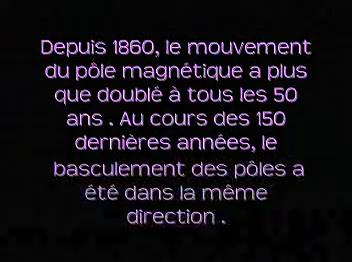 Depuis 1860, le mouvement
du pôle magnétique a plus
que doublé à tous les 50
ans . Au cours des 150
dernières années, le
basculement des pôles a
été dans la même
direction .